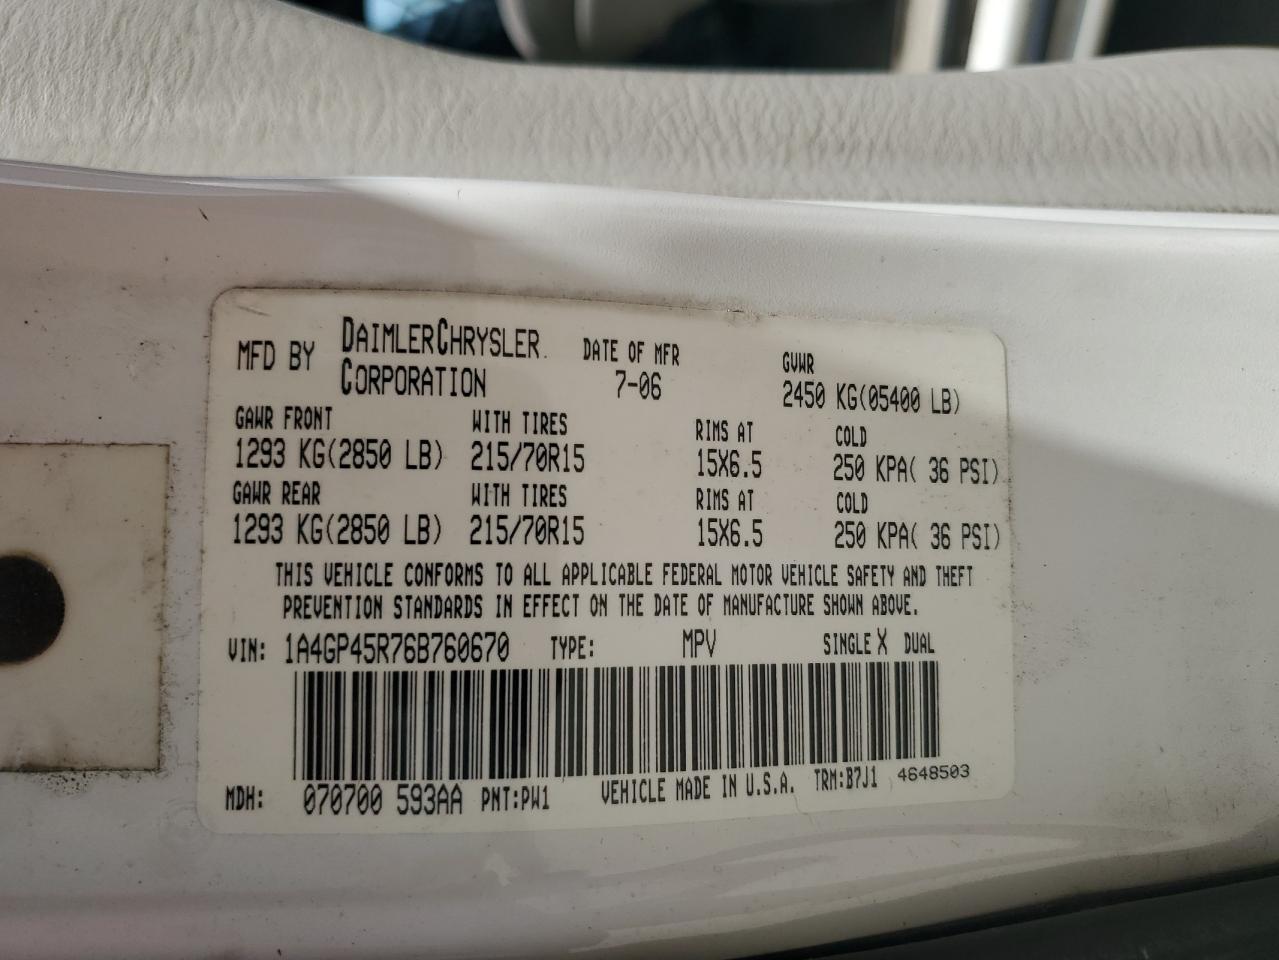 MFD BY DAIMLERCHRYSLER CORPORATION
DATE OF MFR 7-06
GVWR 2450 KG(05400 LB)
GAWR FRONT WITH TIRES RIMS AT COLD
1293 KG(2850 LB) 215/70R15 15X6.5 250 KPA( 36 PSI)
GAWR REAR WITH TIRES RIMS AT COLD
1293 KG(2850 LB) 215/70R15 15X6.5 250 KPA( 36 PSI)
THIS VEHICLE CONFORMS TO ALL APPLICABLE FEDERAL MOTOR VEHICLE SAFETY AND THEFT
PREVENTION STANDARDS IN EFFECT ON THE DATE OF MANUFACTURE SHOWN ABOVE.
VIN: 1A4GP45R76B760670 TYPE: MPV SINGLE X DUAL
MDH: 070700 593AA PNT:PW1 VEHICLE MADE IN U.S.A. TRM:B7J1 4648503